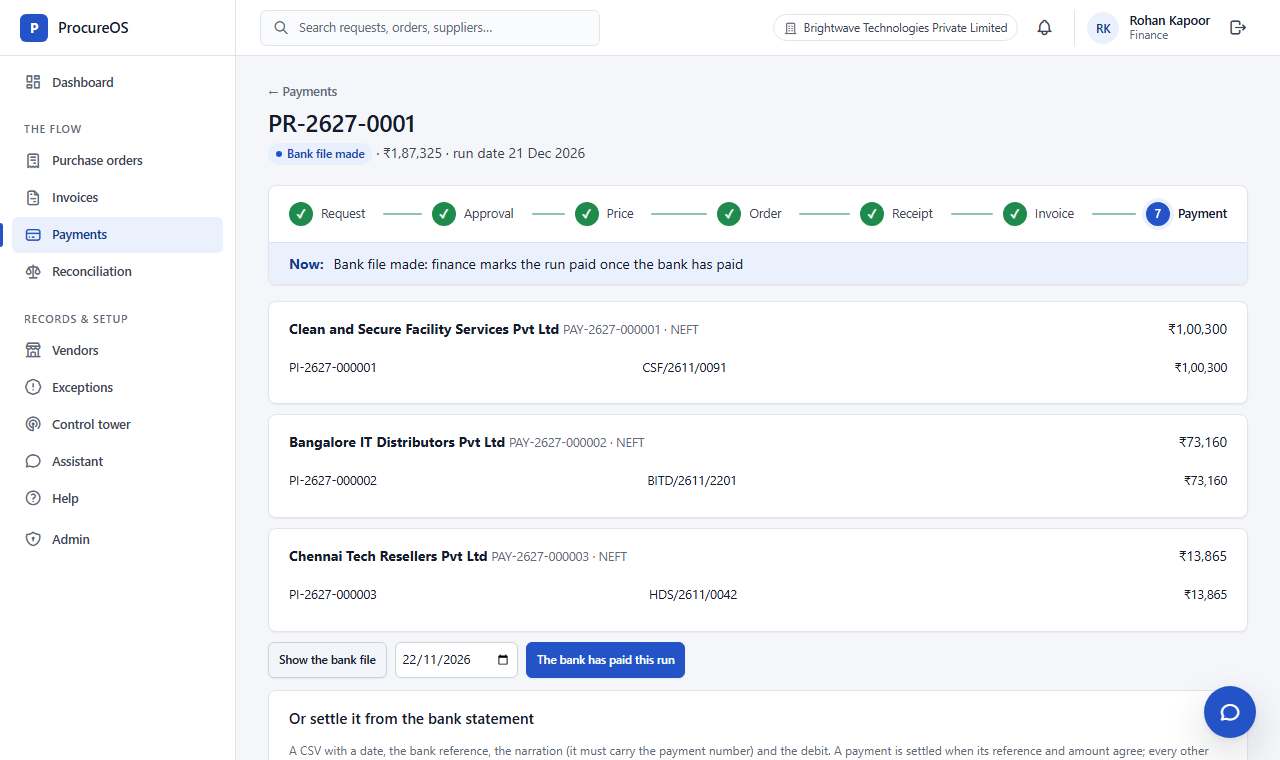 P ProcureOS
Search requests, orders, suppliers...
Brightwave Technologies Private Limited
RK
Rohan Kapoor
Finance
Dashboard
THE FLOW
Purchase orders
Invoices
Payments
Reconciliation
RECORDS & SETUP
Vendors
Exceptions
Control tower
Assistant
Help
Admin
← Payments
PR-2627-0001
Bank file made · ₹1,87,325 · run date 21 Dec 2026
Request Approval Price Order Receipt Invoice 7 Payment
Now: Bank file made: finance marks the run paid once the bank has paid
Clean and Secure Facility Services Pvt Ltd PAY-2627-000001 · NEFT ₹1,00,300
PI-2627-000001 CSF/2611/0091 ₹1,00,300
Bangalore IT Distributors Pvt Ltd PAY-2627-000002 · NEFT ₹73,160
PI-2627-000002 BITD/2611/2201 ₹73,160
Chennai Tech Resellers Pvt Ltd PAY-2627-000003 · NEFT ₹13,865
PI-2627-000003 HDS/2611/0042 ₹13,865
Show the bank file 22/11/2026 The bank has paid this run
Or settle it from the bank statement
A CSV with a date, the bank reference, the narration (it must carry the payment number) and the debit. A payment is settled when its reference and amount agree; every other